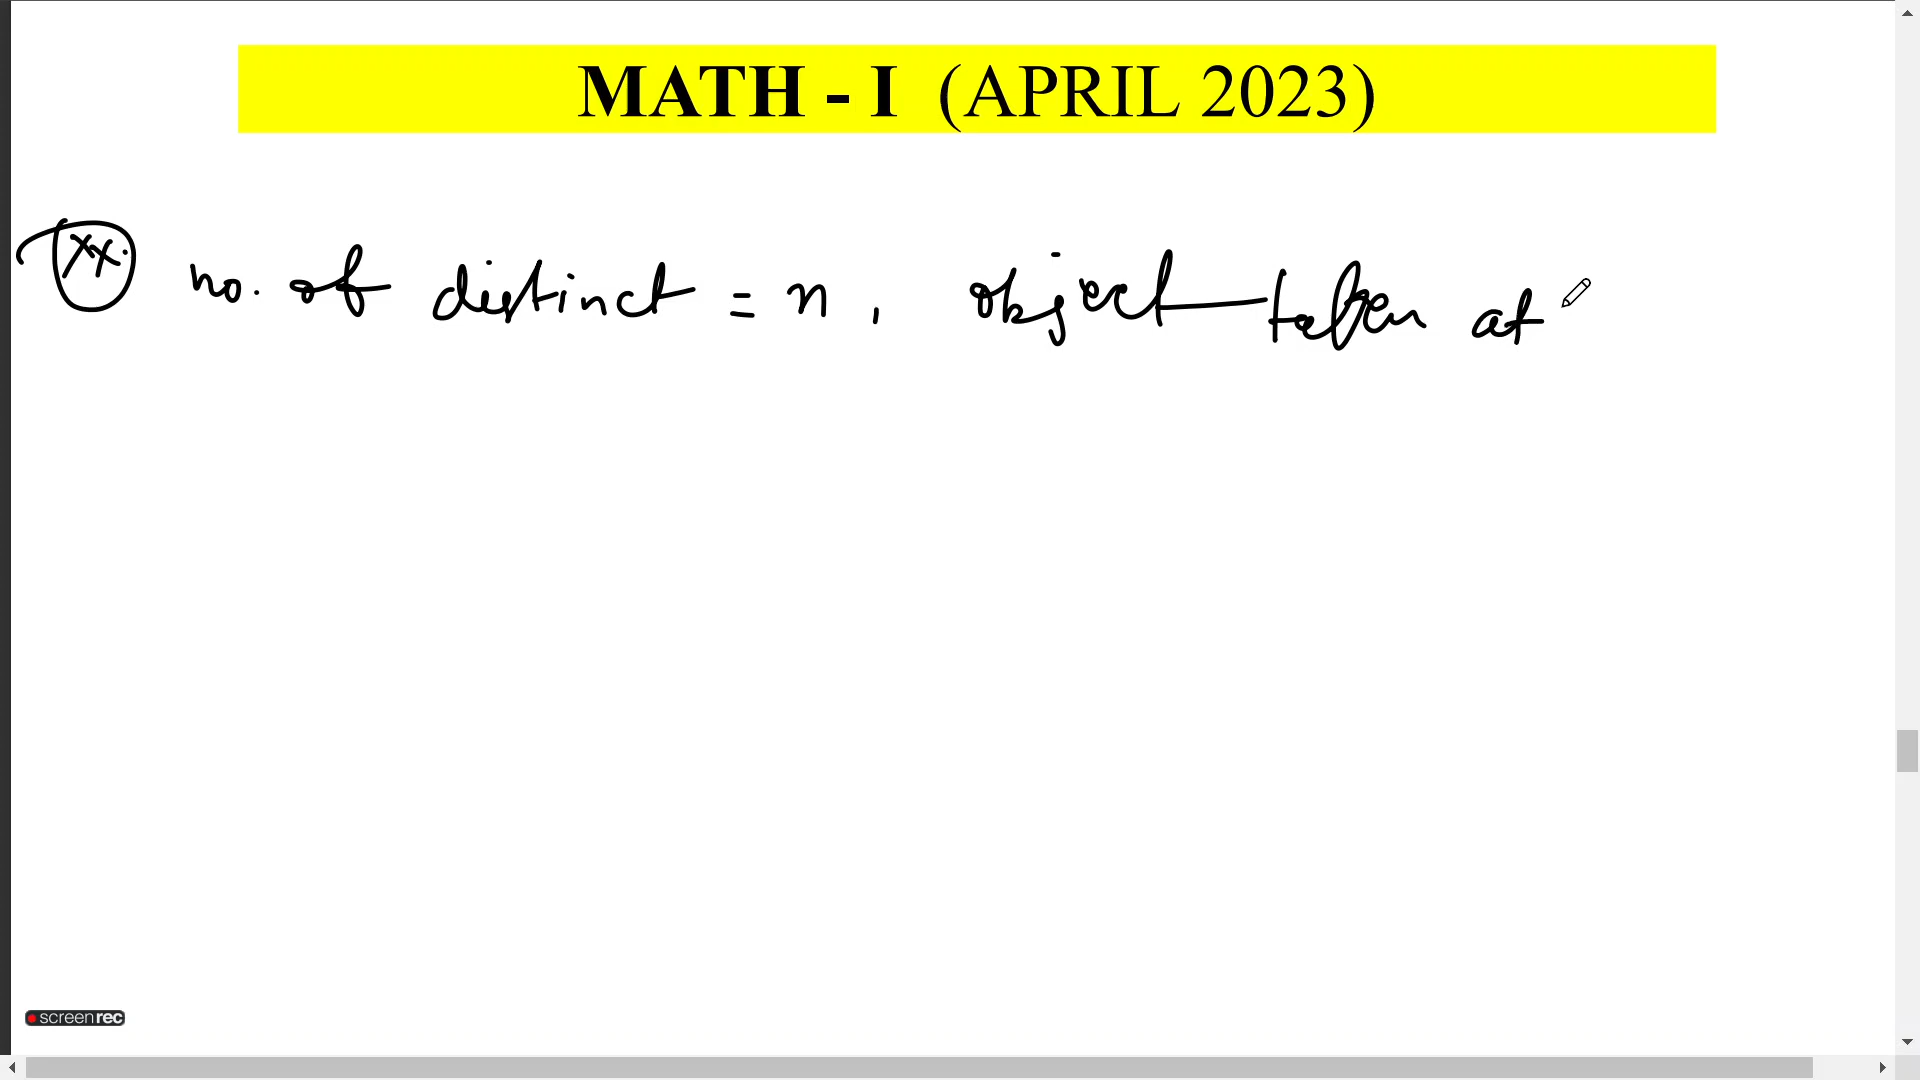 MATH - I (APRIL 2023)
xx. no. of distinct = n, object taken at
screenrec